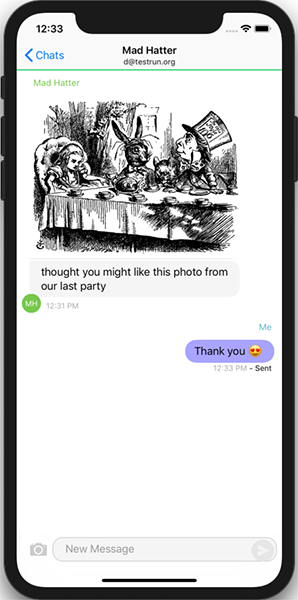 12:33
Chats
Mad Hatter
d@testrun.org
Mad Hatter
thought you might like this photo from
our last party
MH
12:31 PM
Me
Thank you 😍
12:33 PM - Sent
New Message